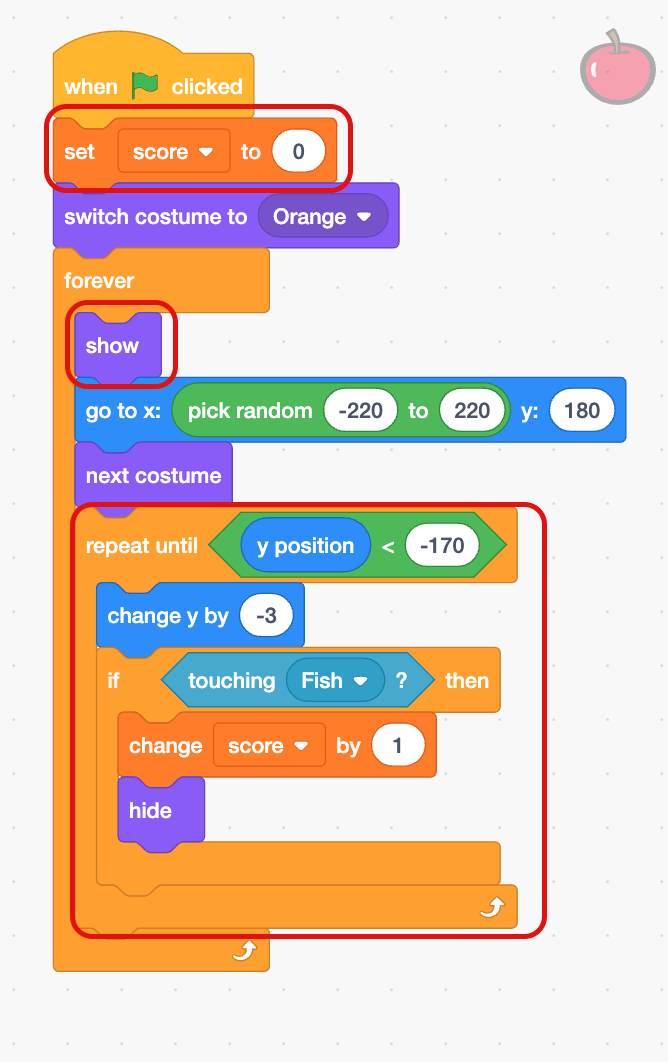 when clicked
set score to 0
switch costume to Orange
forever
show
go to x: pick random -220 to 220 y: 180
next costume
repeat until y position < -170
change y by -3
if touching Fish ? then
change score by 1
hide